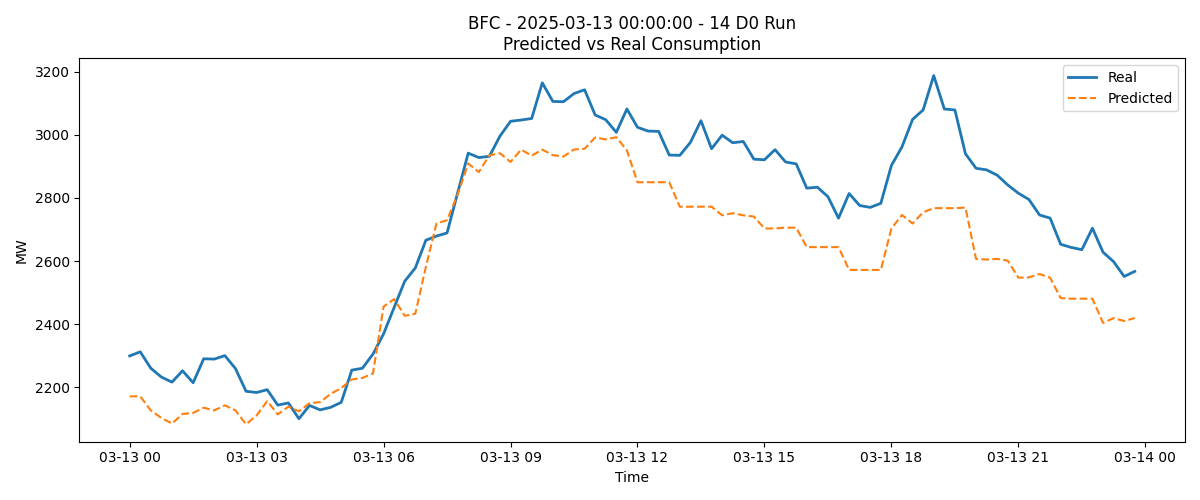 BFC - 2025-03-13 00:00:00 - 14 D0 Run
Predicted vs Real Consumption
Real
Predicted
MW
3200
3000
2800
2600
2400
2200
03-13 00
03-13 03
03-13 06
03-13 09
03-13 12
03-13 15
03-13 18
03-13 21
03-14 00
Time